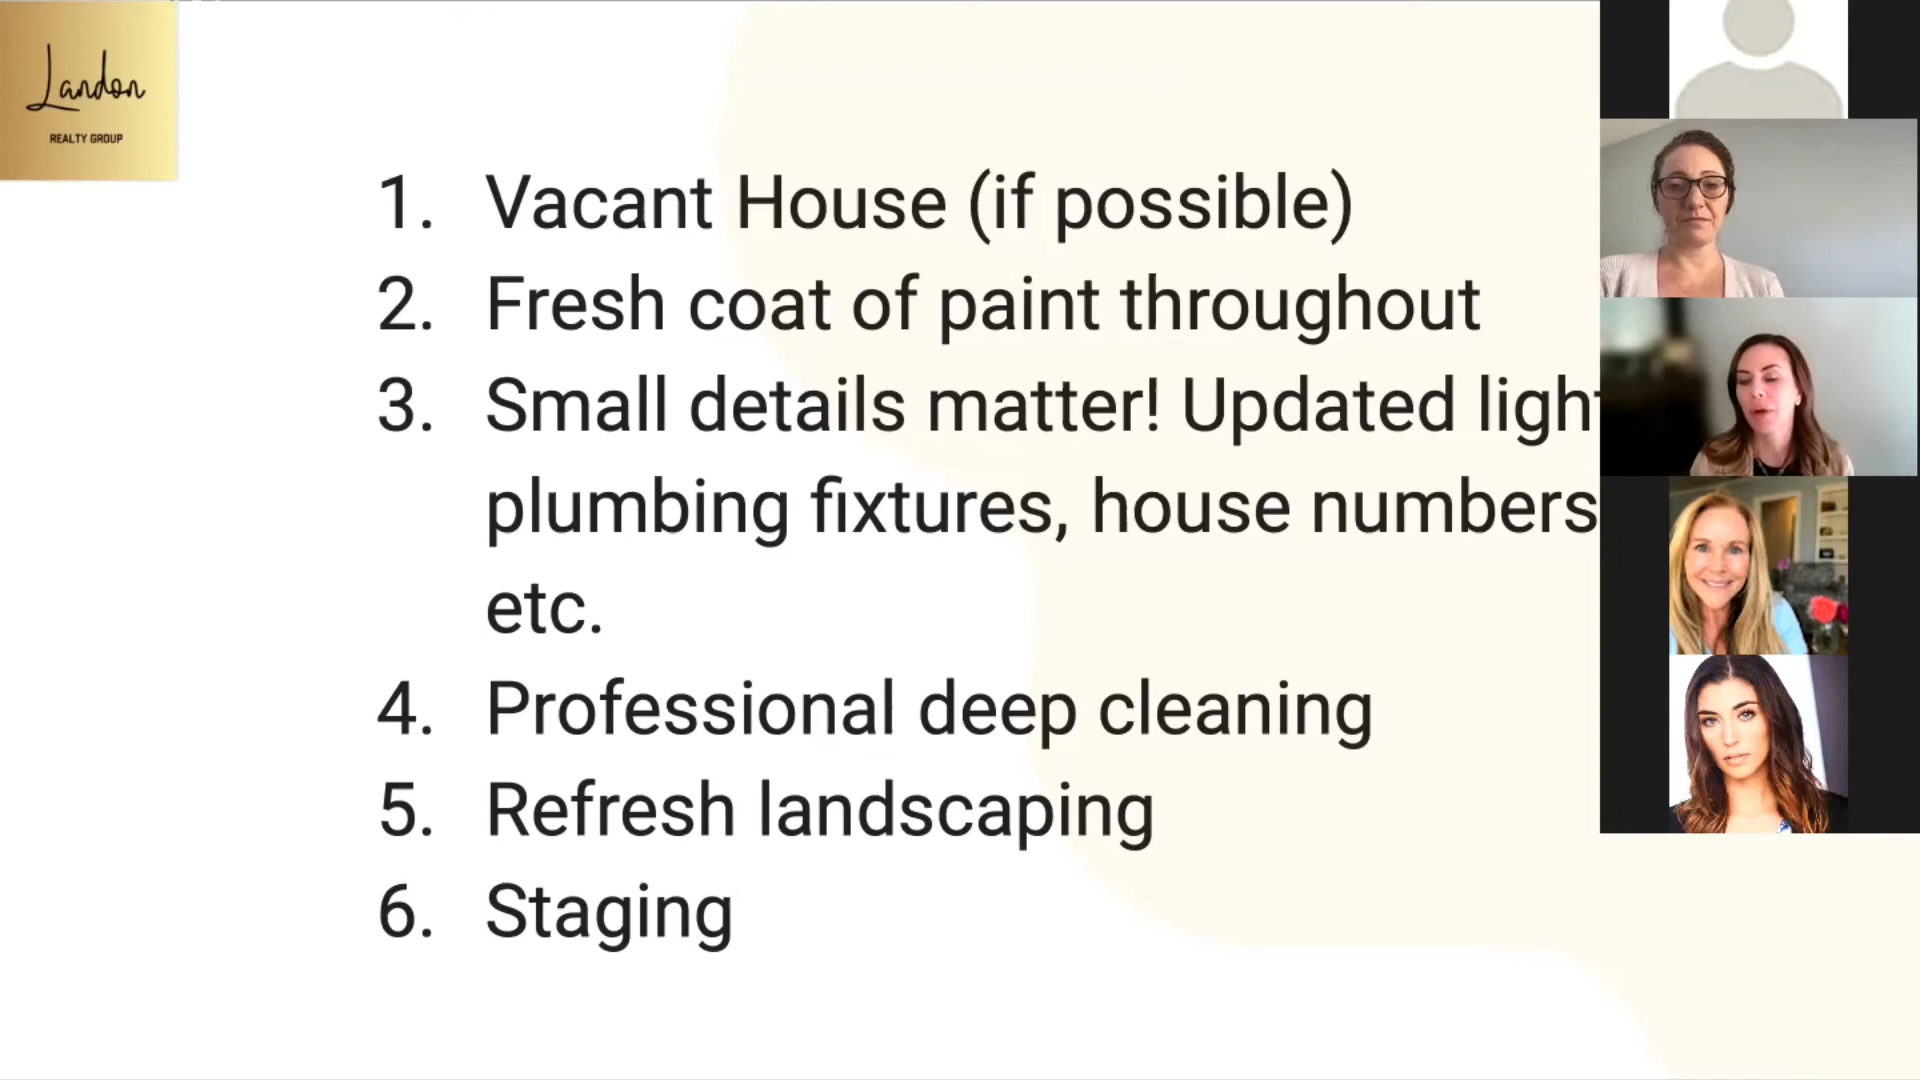 Landon
REALTY GROUP
1. Vacant House (if possible)
2. Fresh coat of paint throughout
3. Small details matter! Updated
plumbing fixtures, house numbers
etc.
4. Professional deep cleaning
5. Refresh landscaping
6. Staging